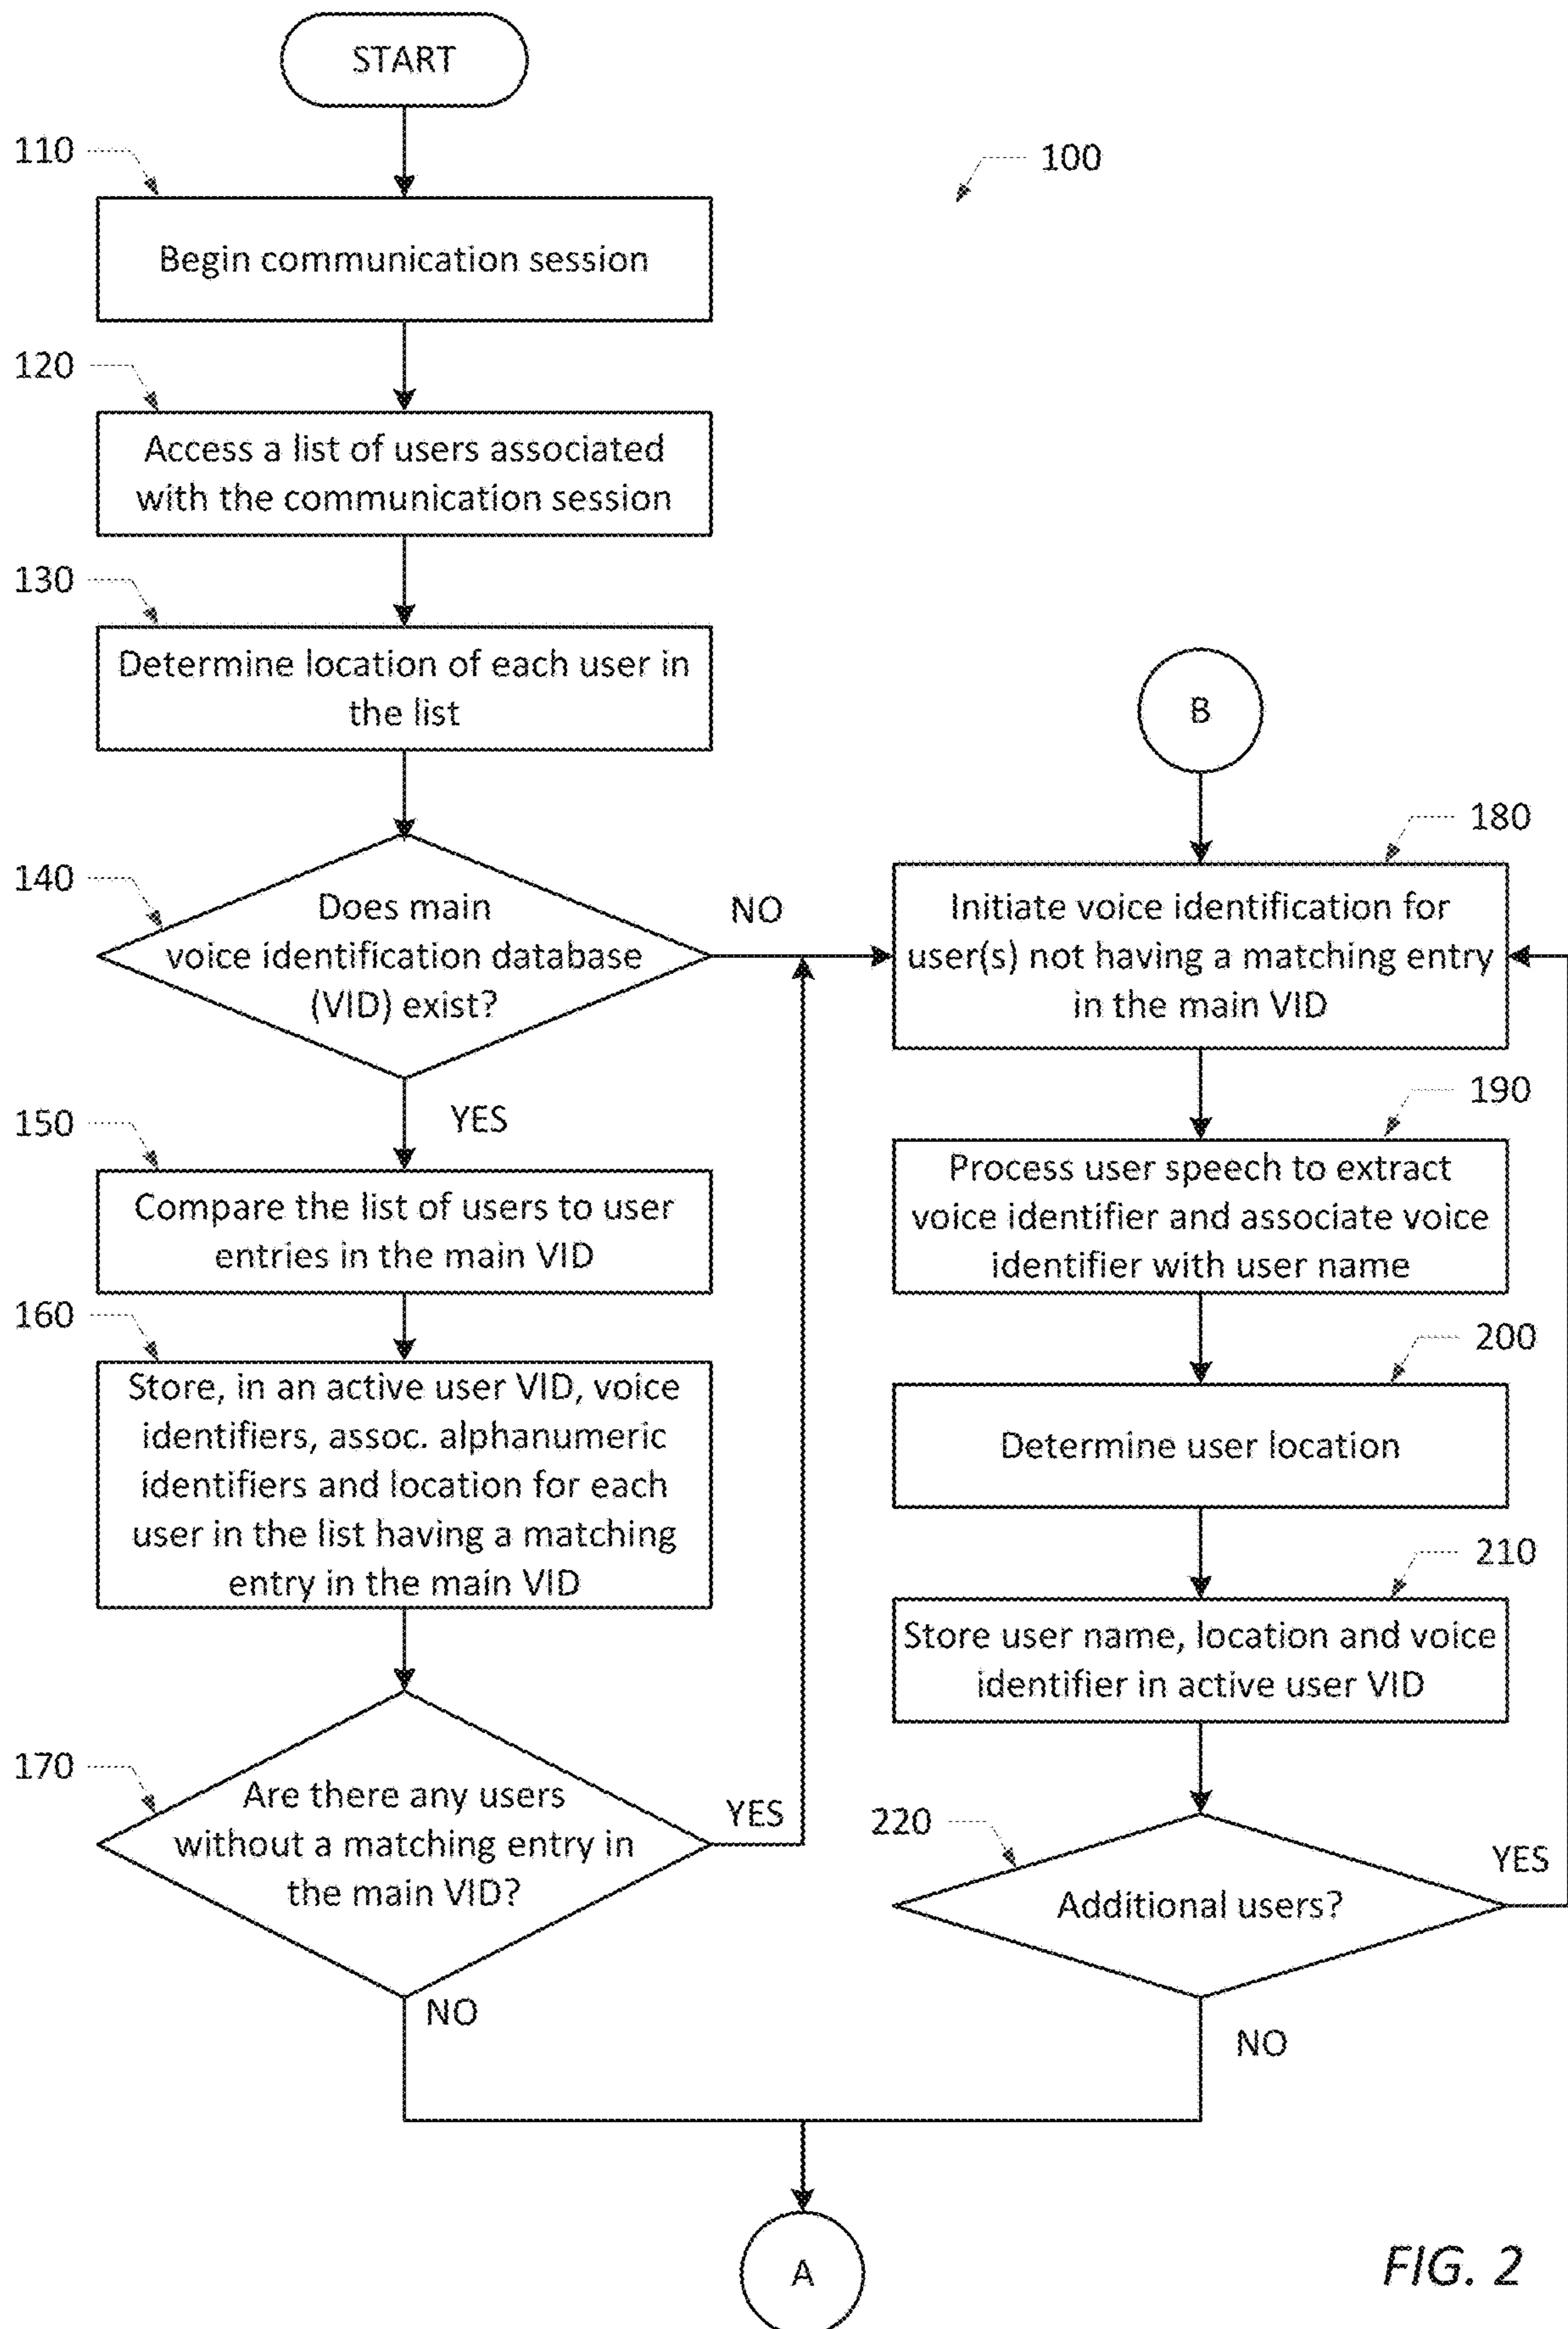 START
110
100
Begin communication session
120
Access a list of users associated
with the communication session
130
Determine location of each user in
the list
B
140
Does main
voice identification database
(VID) exist?
NO
180
Initiate voice identification for
user(s) not having a matching entry
in the main VID
YES
150
Compare the list of users to user
entries in the main VID
190
Process user speech to extract
voice identifier and associate voice
identifier with user name
160
Store, in an active user VID, voice
identifiers, assoc. alphanumeric
identifiers and location for each
user in the list having a matching
entry in the main VID
200
Determine user location
210
Store user name, location and voice
identifier in active user VID
170
Are there any users
without a matching entry in
the main VID?
YES
220
Additional users?
YES
NO
NO
A
FIG. 2